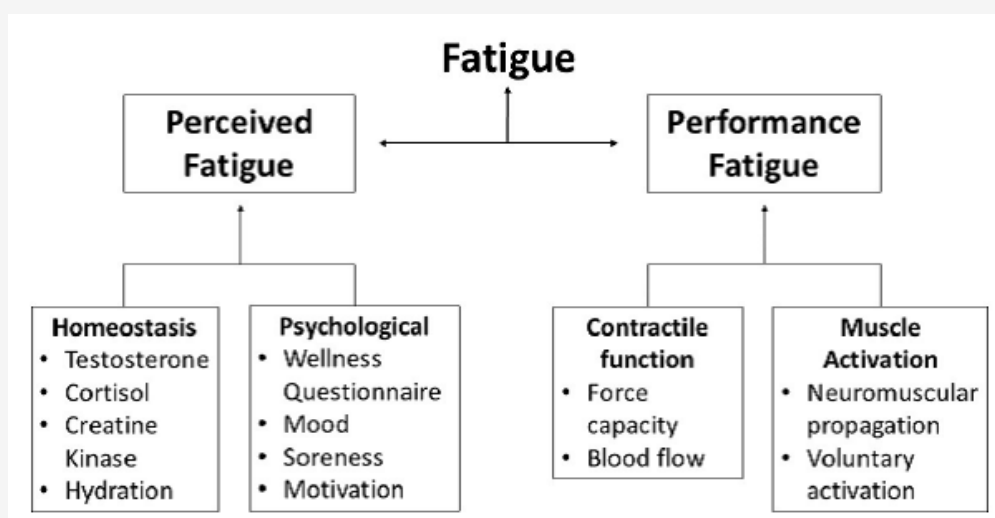 Fatigue
Perceived
Fatigue
Performance
Fatigue
Homeostasis
• Testosterone
• Cortisol
• Creatine
Kinase
• Hydration
Psychological
• Wellness
Questionnaire
• Mood
• Soreness
• Motivation
Contractile
function
• Force
capacity
• Blood flow
Muscle
Activation
• Neuromuscular
propagation
• Voluntary
activation